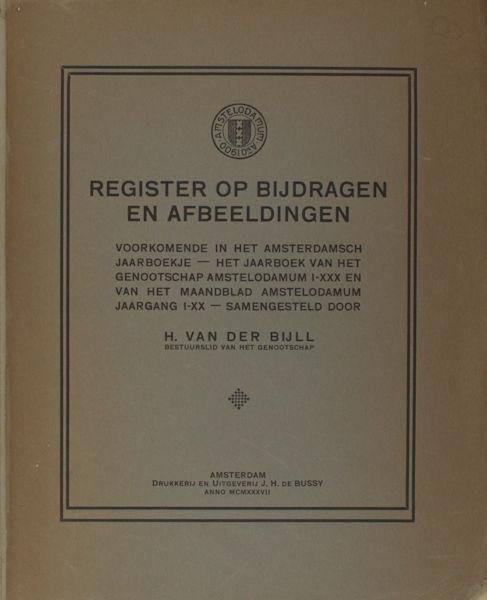 AMSTELODAMUM Aº 1900
REGISTER OP BIJDRAGEN
EN AFBEELDINGEN
VOORKOMENDE IN HET AMSTERDAMSCH
JAARBOEKJE — HET JAARBOEK VAN HET
GENOOTSCHAP AMSTELODAMUM I-XXX EN
VAN HET MAANDBLAD AMSTELODAMUM
JAARGANG I-XX — SAMENGESTELD DOOR
H. VAN DER BIJLL
BESTUURSLID VAN HET GENOOTSCHAP
AMSTERDAM
DRUKKERIJ EN UITGEVERIJ J. H. DE BUSSY
ANNO MCMXXXVII